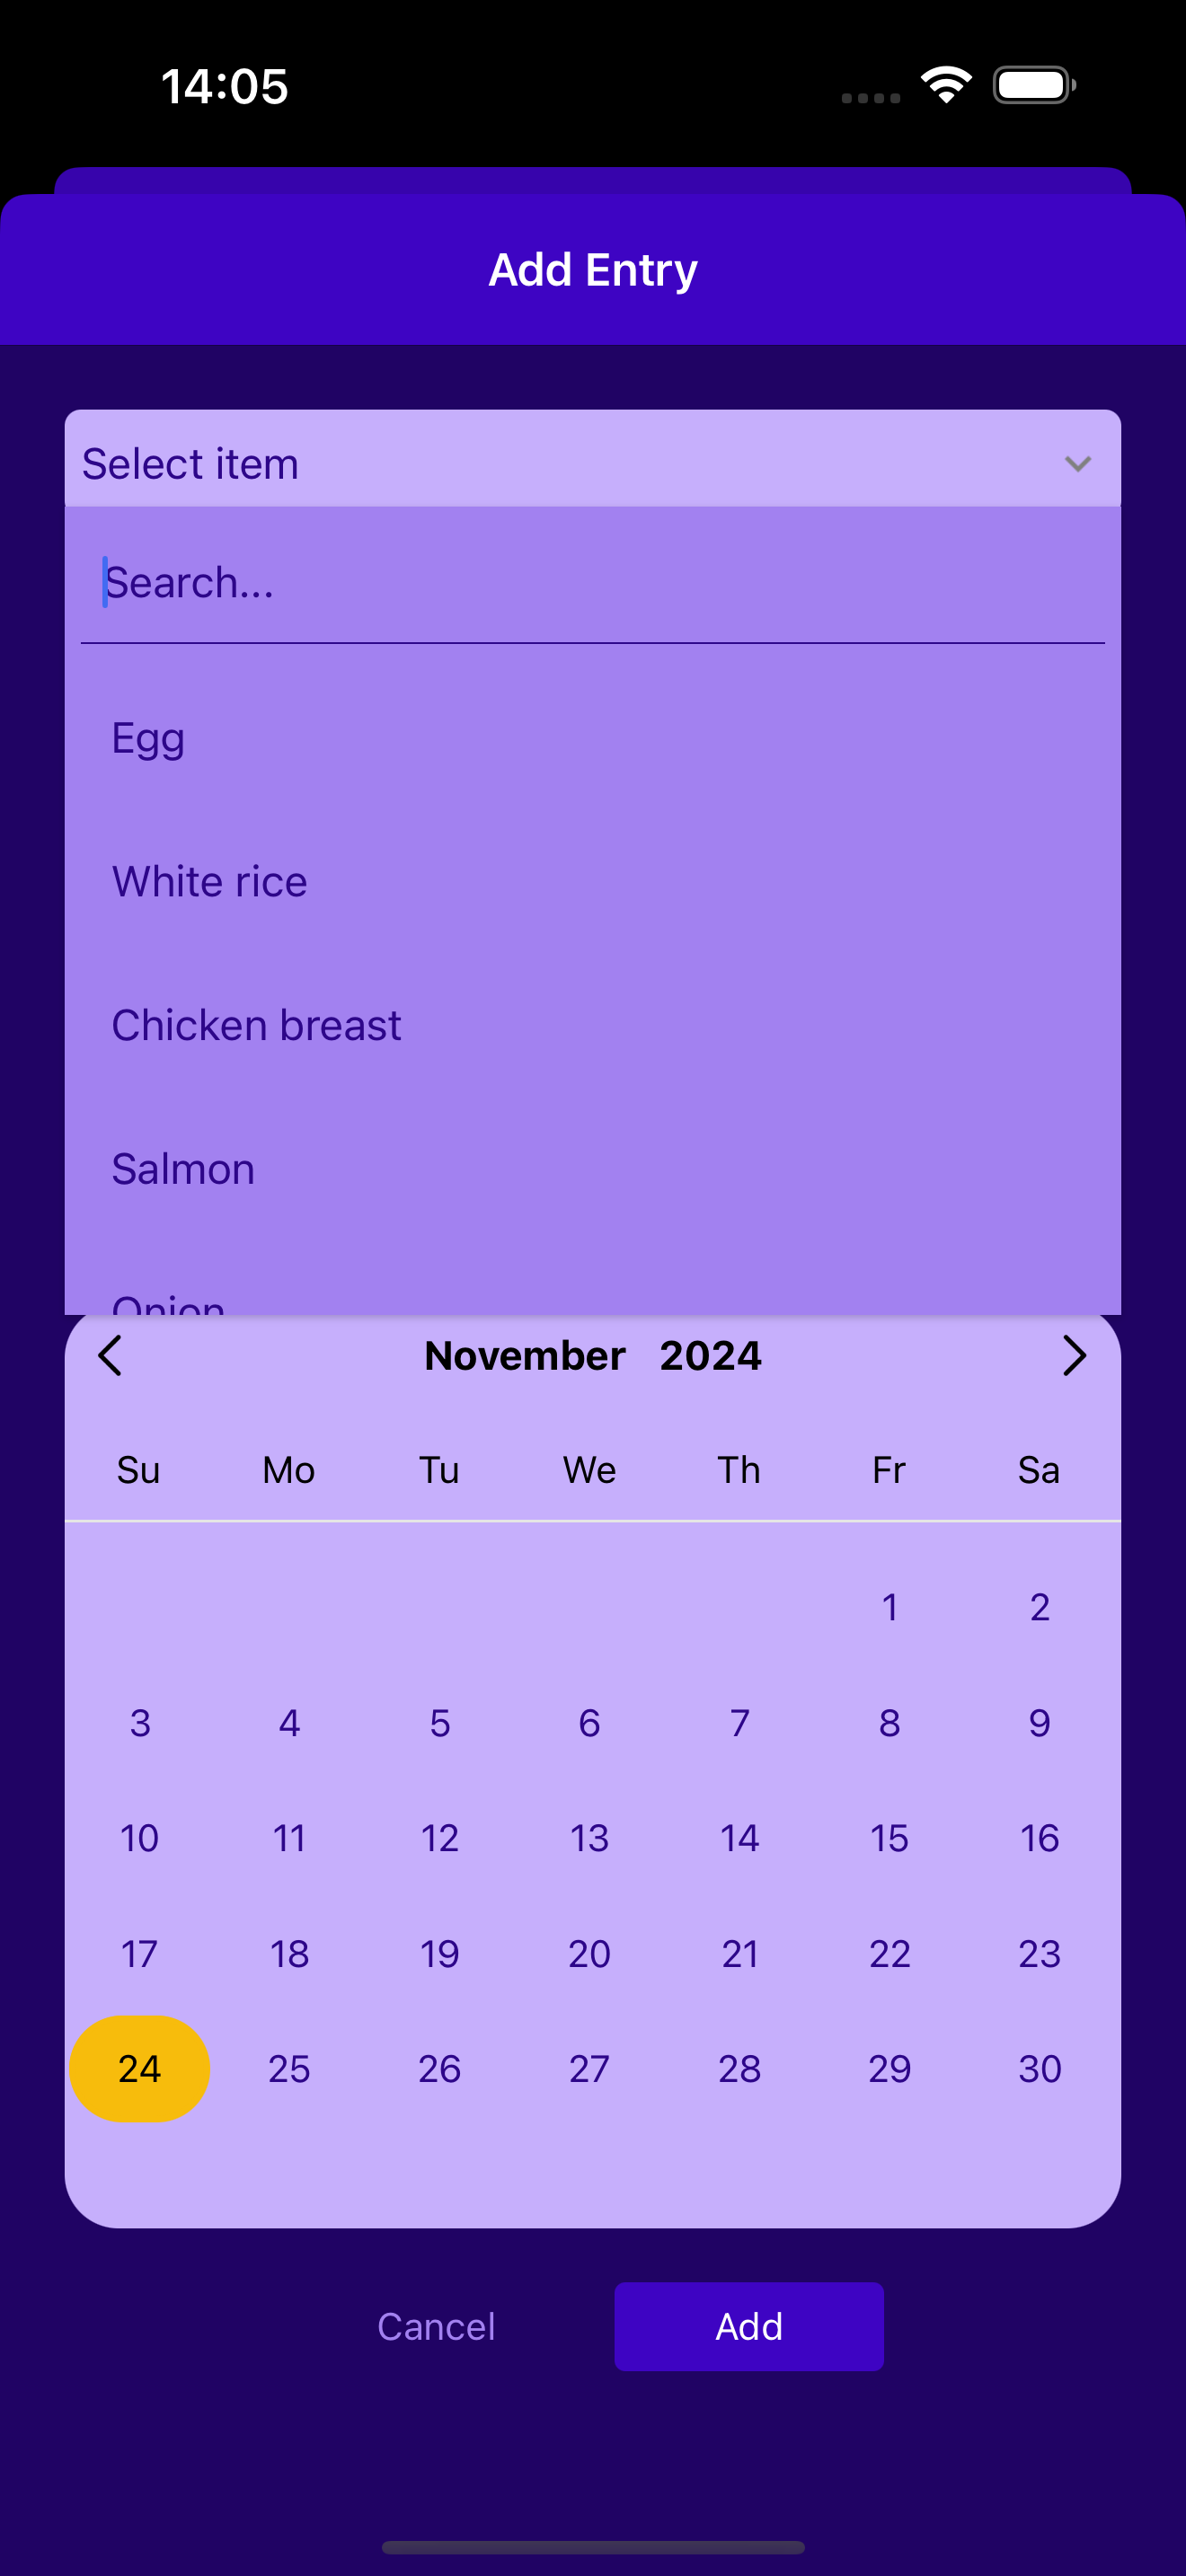 14:05
Add Entry
Select item
Search...
Egg
White rice
Chicken breast
Salmon
Onion
November 2024
Su Mo Tu We Th Fr Sa
1 2
3 4 5 6 7 8 9
10 11 12 13 14 15 16
17 18 19 20 21 22 23
24 25 26 27 28 29 30
Cancel Add